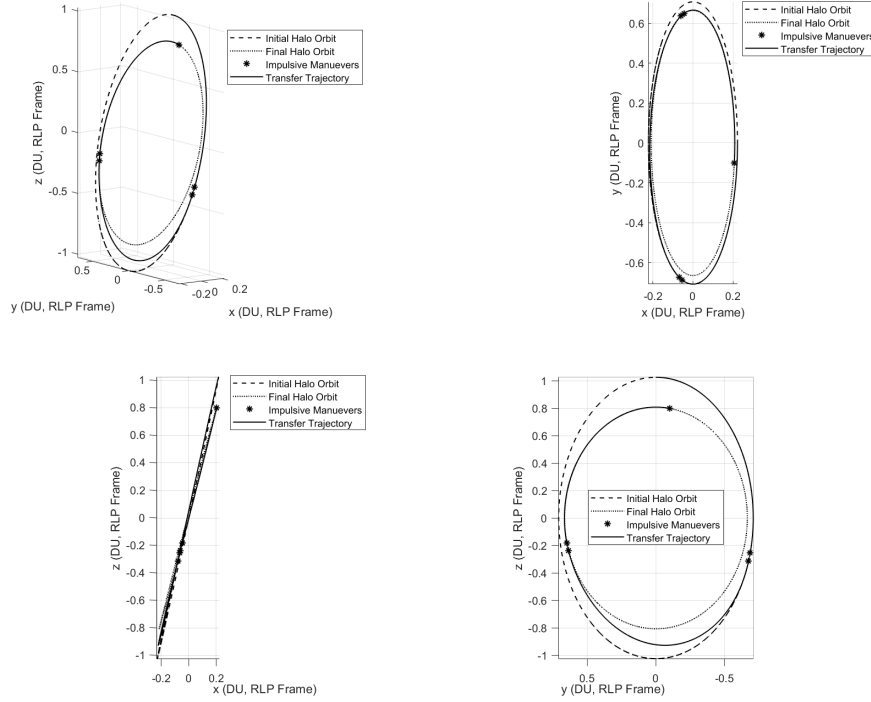 1
0.5
0
-0.5
-1
z (DU, RLP Frame)
0.5
0
-0.5
-0.2
0
0.2
y (DU, RLP Frame)
x (DU, RLP Frame)
Initial Halo Orbit
Final Halo Orbit
Impulsive Manuevers
Transfer Trajectory
0.6
0.4
0.2
0
-0.2
-0.4
-0.6
y (DU, RLP Frame)
-0.2
0
0.2
x (DU, RLP Frame)
Initial Halo Orbit
Final Halo Orbit
Impulsive Manuevers
Transfer Trajectory
1
0.8
0.6
0.4
0.2
0
-0.2
-0.4
-0.6
-0.8
-1
z (DU, RLP Frame)
-0.2
0
0.2
x (DU, RLP Frame)
Initial Halo Orbit
Final Halo Orbit
Impulsive Manuevers
Transfer Trajectory
1
0.8
0.6
0.4
0.2
0
-0.2
-0.4
-0.6
-0.8
-1
z (DU, RLP Frame)
0.5
0
-0.5
y (DU, RLP Frame)
Initial Halo Orbit
Final Halo Orbit
Impulsive Manuevers
Transfer Trajectory